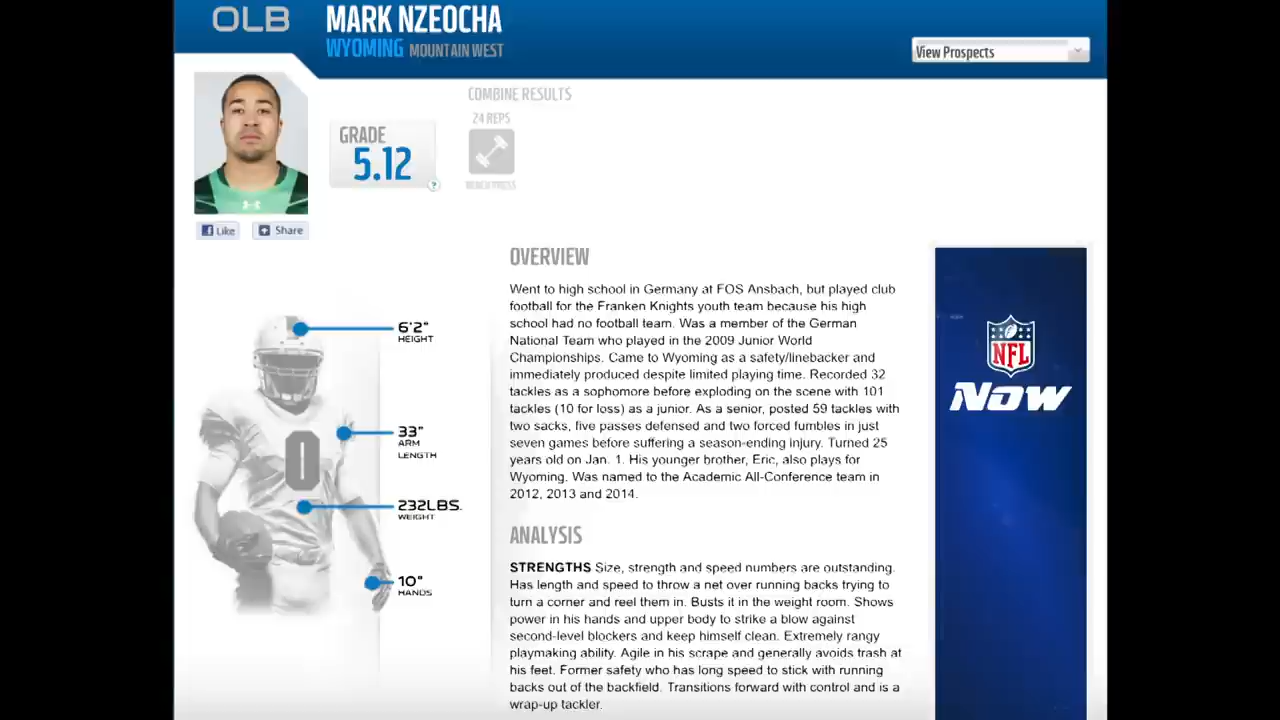 OLB
MARK NZEOCHA
WYOMING MOUNTAIN WEST
View Prospects
COMBINE RESULTS
24 REPS
BENCH PRESS
GRADE
5.12
?
Like
Share
6'2"
HEIGHT
33"
ARM
LENGTH
232LBS.
WEIGHT
10"
HANDS
0
OVERVIEW
Went to high school in Germany at FOS Ansbach, but played club
football for the Franken Knights youth team because his high
school had no football team. Was a member of the German
National Team who played in the 2009 Junior World
Championships. Came to Wyoming as a safety/linebacker and
immediately produced despite limited playing time. Recorded 32
tackles as a sophomore before exploding on the scene with 101
tackles (10 for loss) as a junior. As a senior, posted 59 tackles with
two sacks, five passes defensed and two forced fumbles in just
seven games before suffering a season-ending injury. Turned 25
years old on Jan. 1. His younger brother, Eric, also plays for
Wyoming. Was named to the Academic All-Conference team in
2012, 2013 and 2014.
ANALYSIS
STRENGTHS Size, strength and speed numbers are outstanding.
Has length and speed to throw a net over running backs trying to
turn a corner and reel them in. Busts it in the weight room. Shows
power in his hands and upper body to strike a blow against
second-level blockers and keep himself clean. Extremely rangy
playmaking ability. Agile in his scrape and generally avoids trash at
his feet. Former safety who has long speed to stick with running
backs out of the backfield. Transitions forward with control and is a
wrap-up tackler.
NFL
NOW